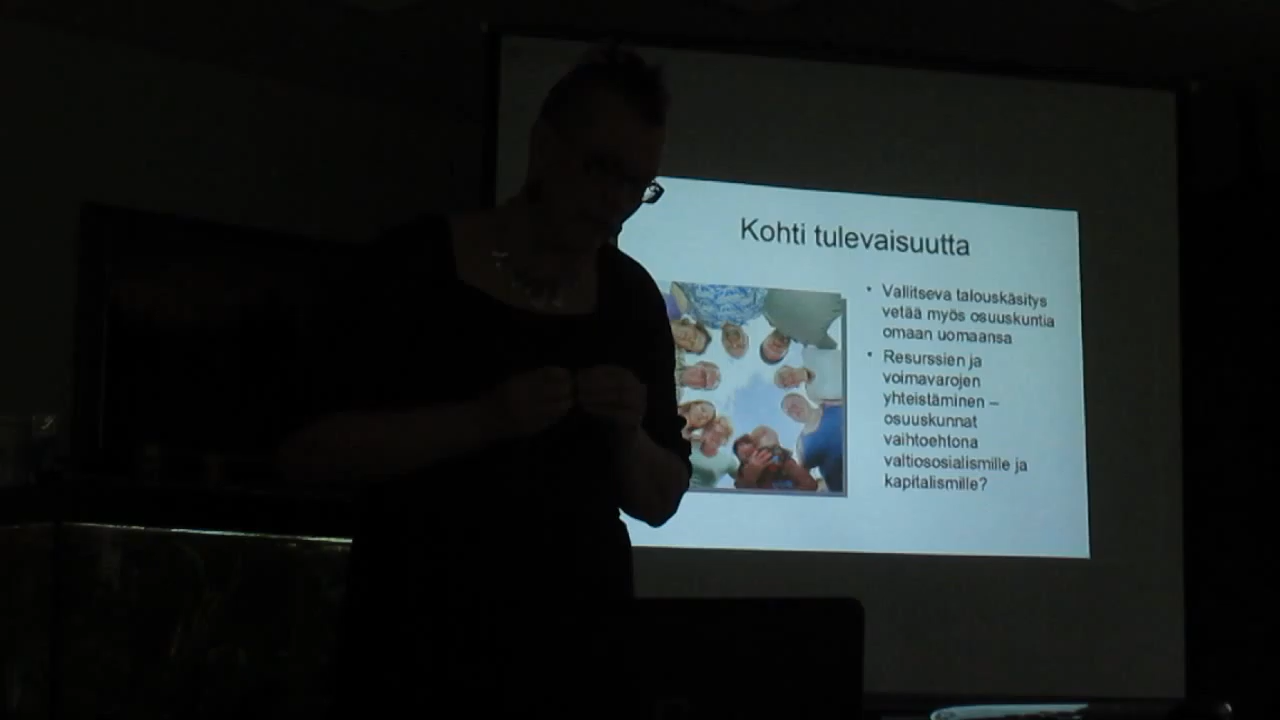 Kohti tulevaisuutta
• Vallitseva talouskäsitys
vetää myös osuuskuntia
omaan uomaansa
• Resurssien ja
voimavarojen
yhteistäminen –
osuuskunnat
vaihtoehtona
valtiososialismille ja
kapitalismille?